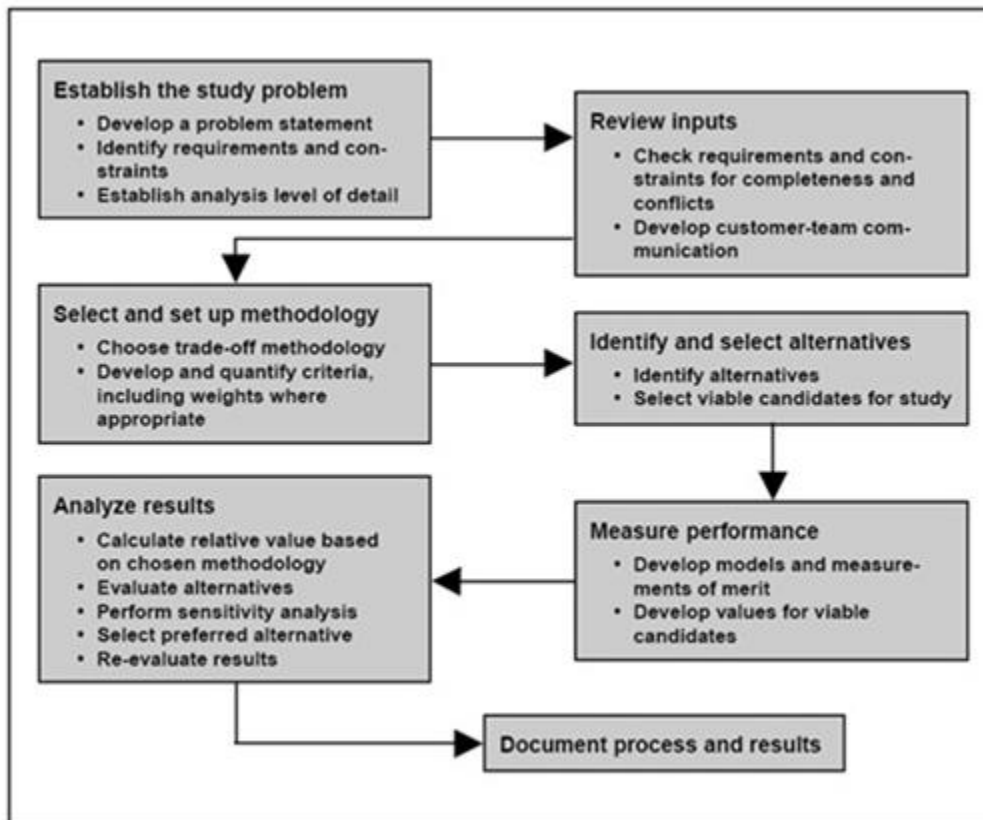 Establish the study problem
• Develop a problem statement
• Identify requirements and con-
straints
• Establish analysis level of detail
Review inputs
• Check requirements and con-
straints for completeness and
conflicts
• Develop customer-team com-
munication
Select and set up methodology
• Choose trade-off methodology
• Develop and quantify criteria,
including weights where
appropriate
Identify and select alternatives
• Identify alternatives
• Select viable candidates for study
Measure performance
• Develop models and measure-
ments of merit
• Develop values for viable
candidates
Analyze results
• Calculate relative value based
on chosen methodology
• Evaluate alternatives
• Perform sensitivity analysis
• Select preferred alternative
• Re-evaluate results
Document process and results